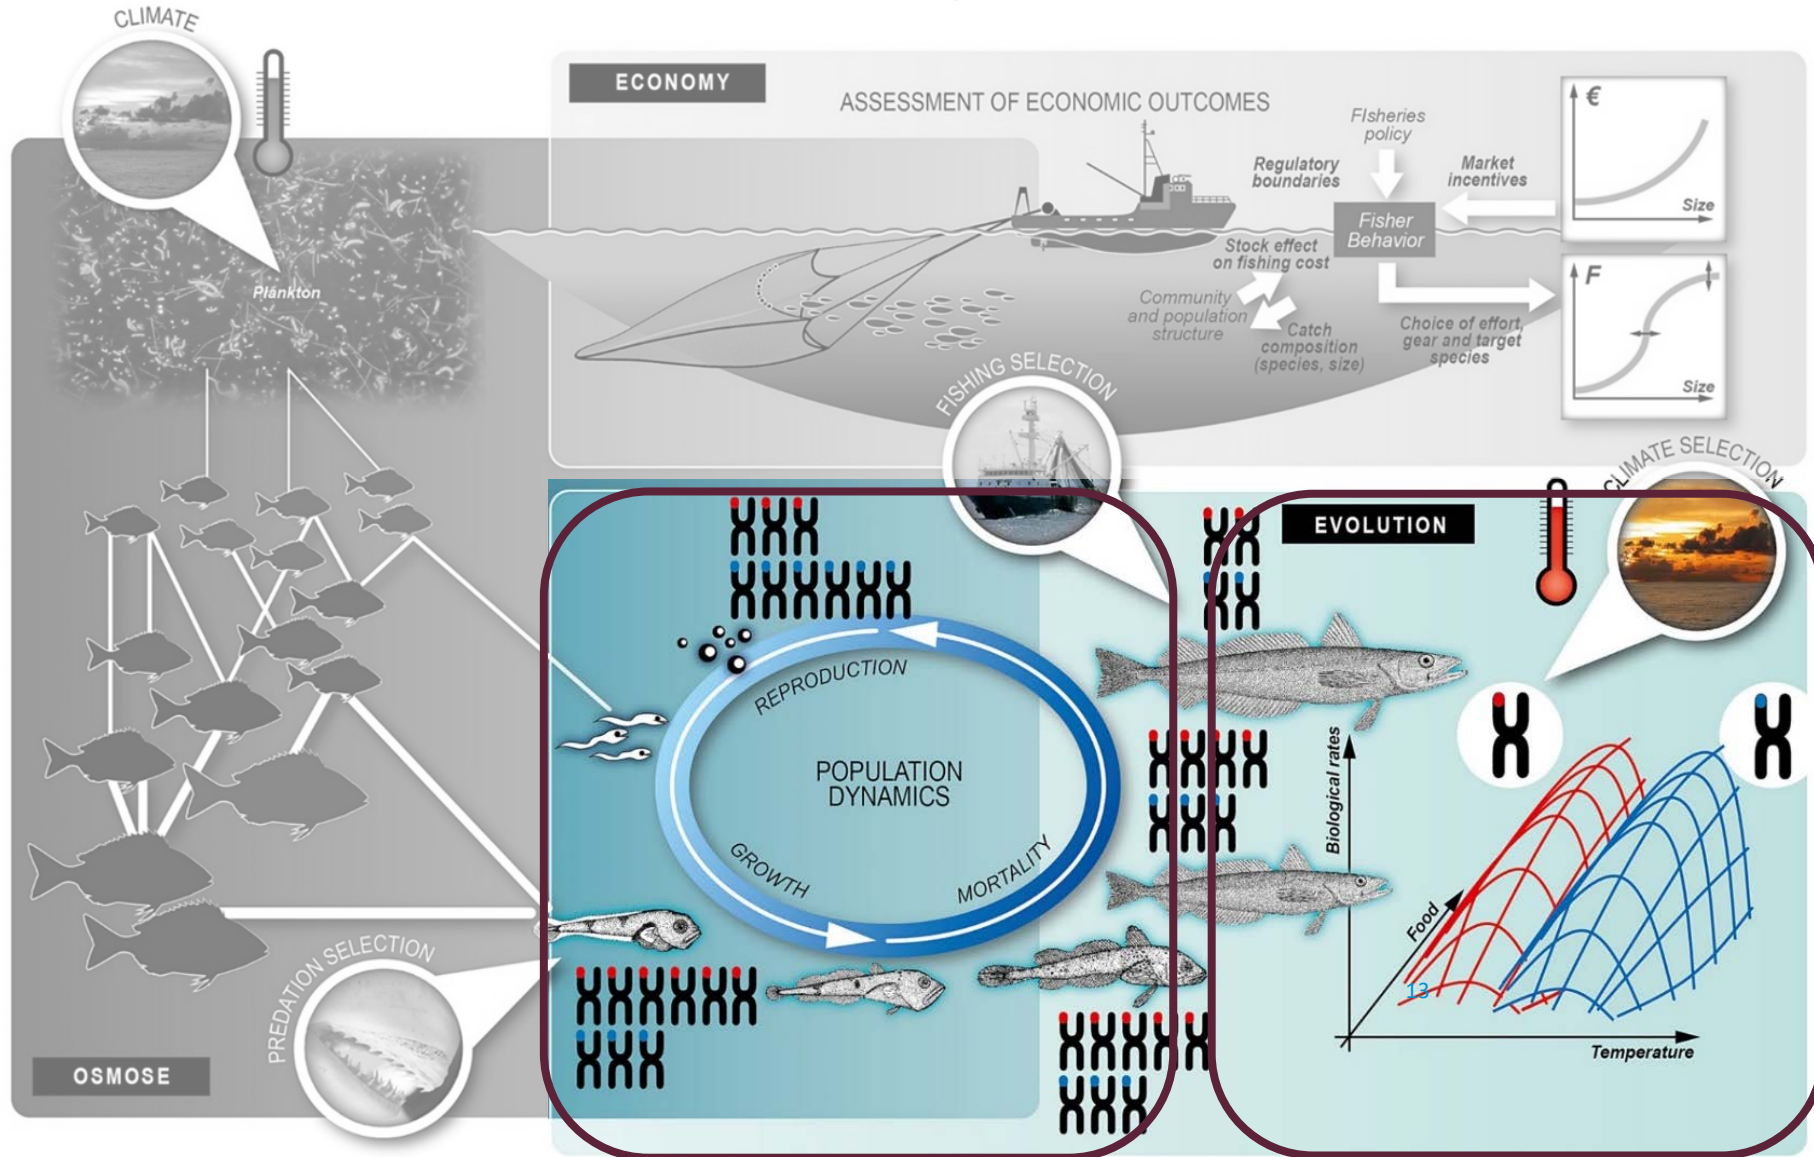 CLIMATE
ECONOMY
ASSESSMENT OF ECONOMIC OUTCOMES
FIsheries
policy
Regulatory
boundaries
Market
incentives
€
Size
Fisher
Behavior
Stock effect
on fishing cost
Community
and population
structure
Catch
composition
(species, size)
Choice of effort,
gear and target
species
F
Size
Plankton
FISHING SELECTION
CLIMATE SELECTION
EVOLUTION
REPRODUCTION
POPULATION
DYNAMICS
GROWTH
MORTALITY
Biological rates
Food
13
Temperature
PREDATION SELECTION
OSMOSE